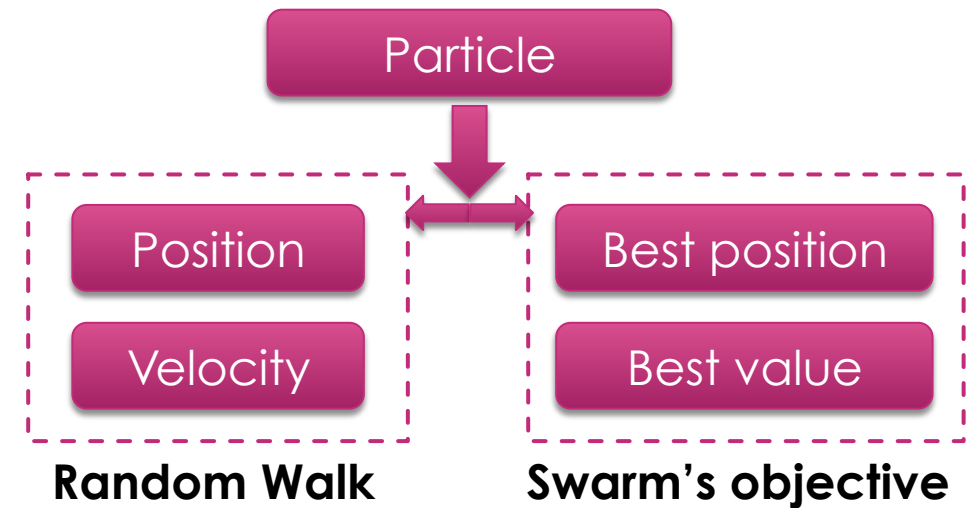 Particle
Position
Velocity
Random Walk
Best position
Best value
Swarm’s objective